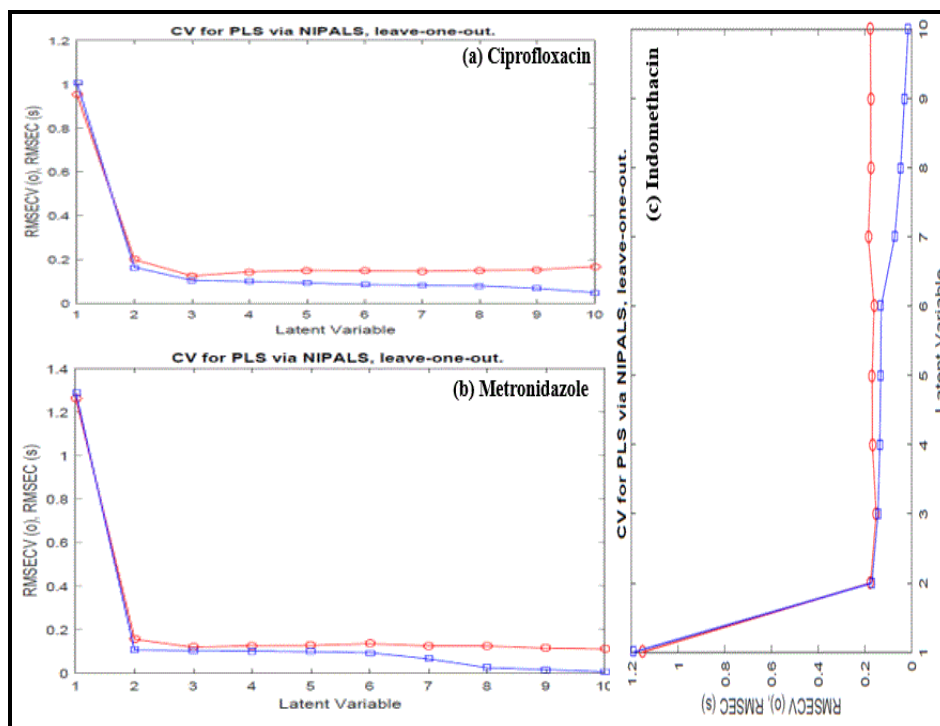 CV for PLS via NIPALS, leave-one-out.
(a) Ciprofloxacin
RMSECV (o), RMSEC (s)
1.2
1
0.8
0.6
0.4
0.2
0
1 2 3 4 5 6 7 8 9 10
Latent Variable
CV for PLS via NIPALS, leave-one-out.
(b) Metronidazole
RMSECV (o), RMSEC (s)
1.4
1.2
1
0.8
0.6
0.4
0.2
0
1 2 3 4 5 6 7 8 9 10
Latent Variable
CV for PLS via NIPALS, leave-one-out.
(c) Indomethacin
RMSECV (o), RMSEC (s)
1.2
1
0.8
0.6
0.4
0.2
0
1 2 3 4 5 6 7 8 9 10
Latent Variable